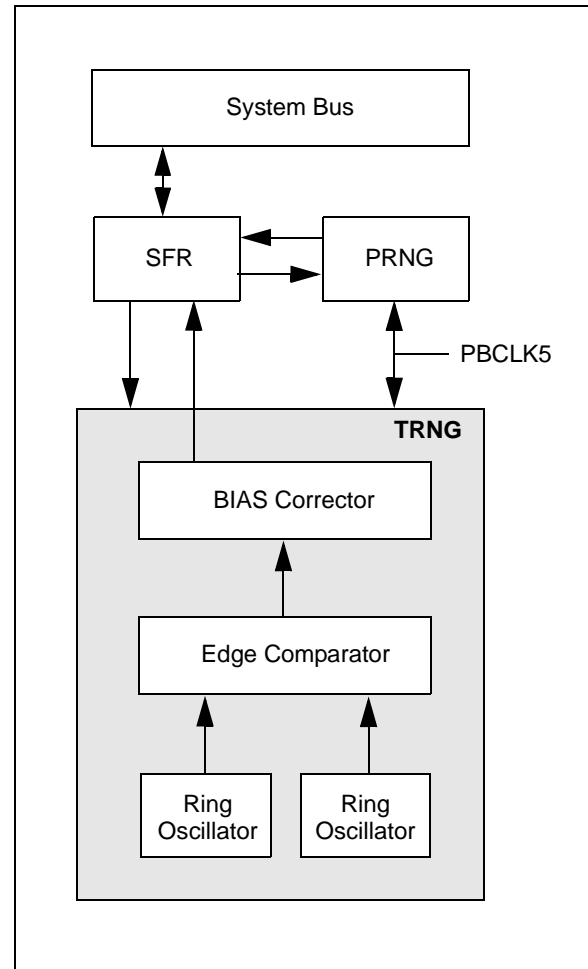 System Bus
SFR
PRNG
PBCLK5
TRNG
BIAS Corrector
Edge Comparator
Ring
Oscillator
Ring
Oscillator